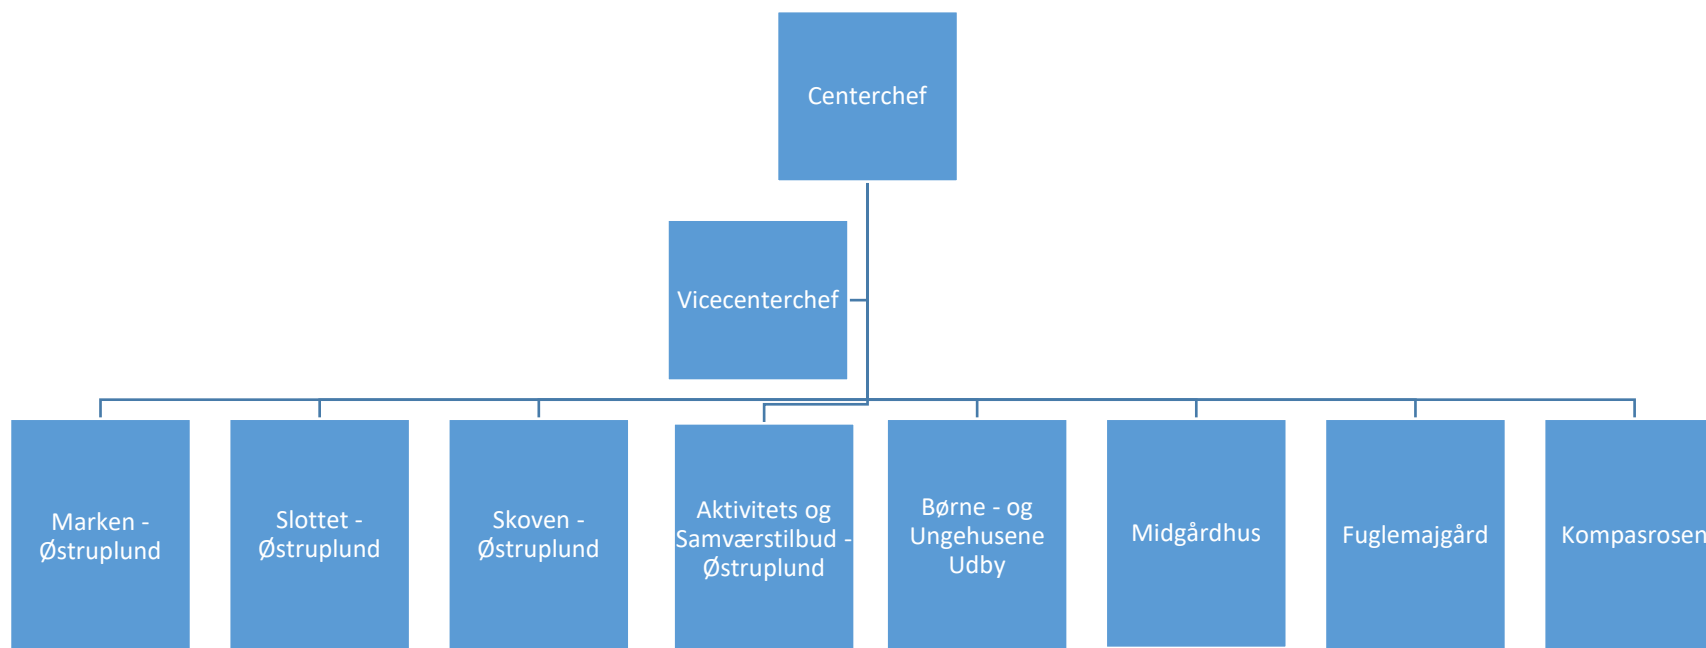 Centerchef
Vicecenterchef
Marken -
Østruplund
Slottet -
Østruplund
Skoven -
Østruplund
Aktivitets og
Samværstilbud -
Østruplund
Børne - og
Ungehusene
Udby
Midgårdhus
Fuglemajgård
Kompasrosen